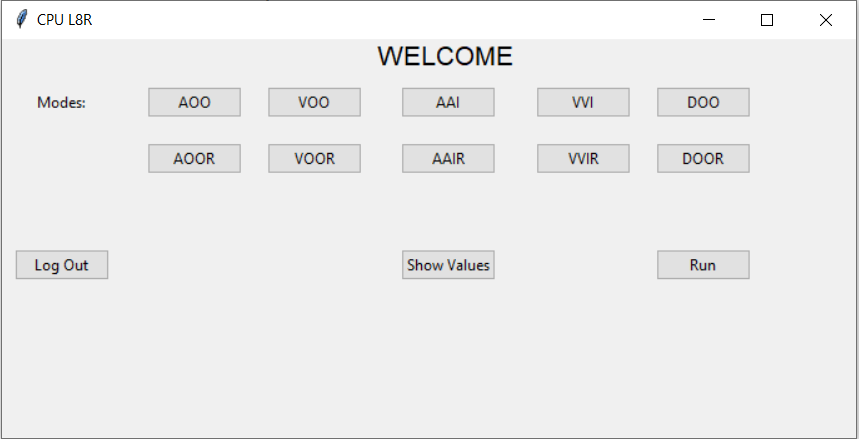 CPU L8R
WELCOME
Modes: AOO VOO AAI VVI DOO
AOOR VOOR AAIR VVIR DOOR
Log Out Show Values Run